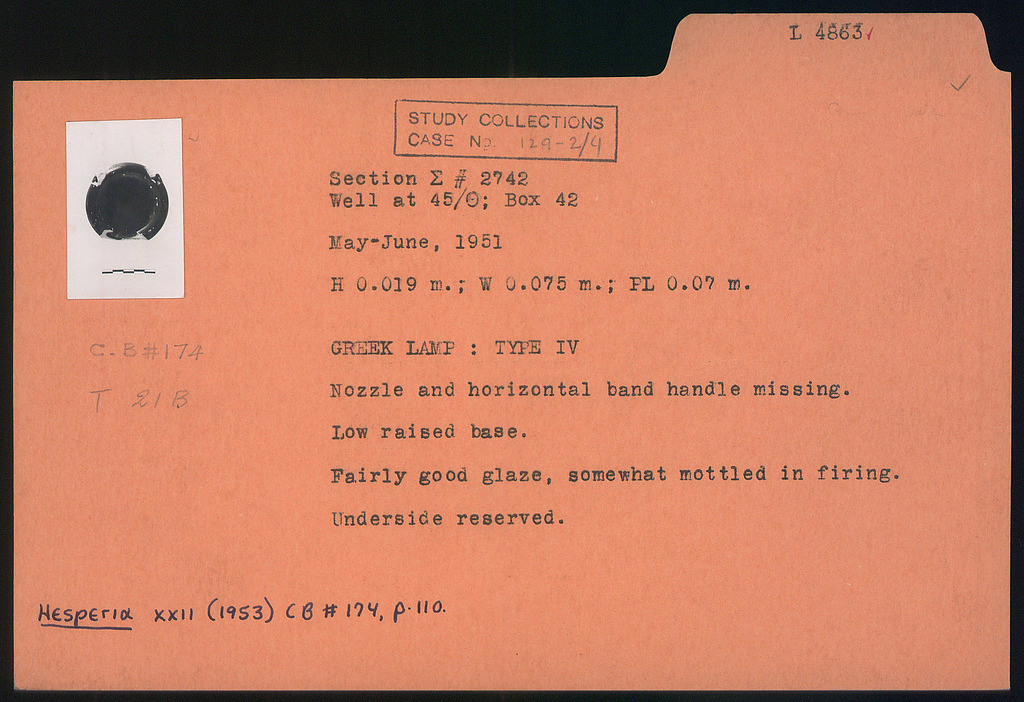 L 4863
STUDY COLLECTIONS
CASE No. 129-2/4
Section Σ # 2742
Well at 45/Θ; Box 42
May-June, 1951
H 0.019 m.; W 0.075 m.; PL 0.07 m.
C.B#174
T 21B
GREEK LAMP : TYPE IV
Nozzle and horizontal band handle missing.
Low raised base.
Fairly good glaze, somewhat mottled in firing.
Underside reserved.
Hesperia XXII (1953) CB # 174, p.110.